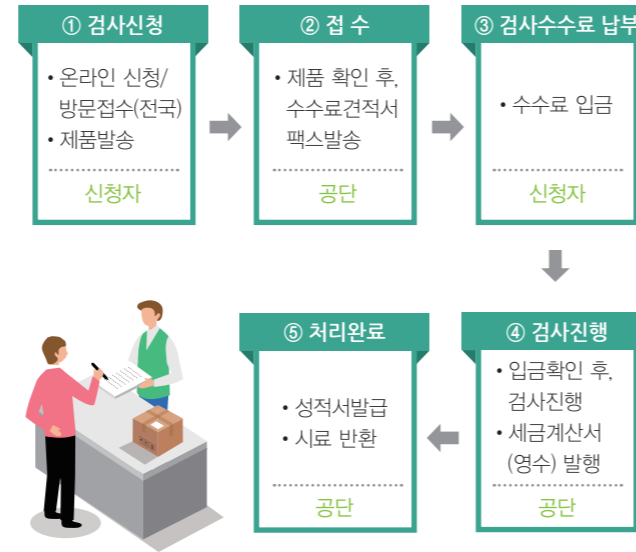 ① 검사신청
• 온라인 신청/
방문접수(전국)
• 제품발송
신청자
② 접 수
• 제품 확인 후,
수수료견적서
팩스발송
공단
③ 검사수수료 납부
• 수수료 입금
신청자
④ 검사진행
• 입금확인 후,
검사진행
• 세금계산서
(영수) 발행
공단
⑤ 처리완료
• 성적서발급
• 시료 반환
공단